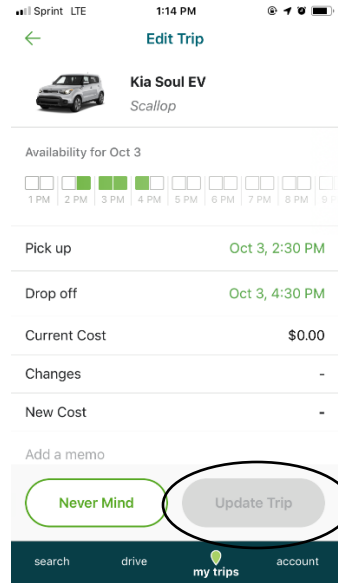 Sprint LTE 1:14 PM
Edit Trip
Kia Soul EV
Scallop
Availability for Oct 3
1 PM 2 PM 3 PM 4 PM 5 PM 6 PM 7 PM 8 PM 9 P
Pick up Oct 3, 2:30 PM
Drop off Oct 3, 4:30 PM
Current Cost $0.00
Changes -
New Cost -
Add a memo
Never Mind Update Trip
search drive my trips account